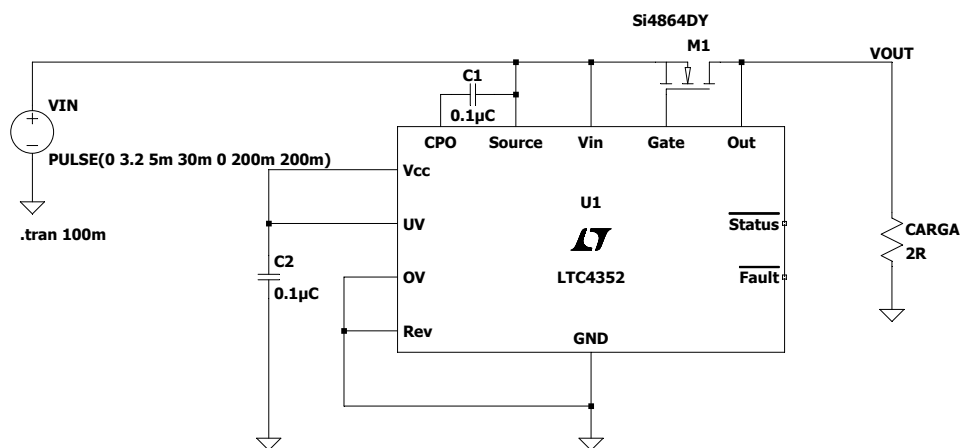 Si4864DY
M1
VOUT
C1
0.1µC
VIN
PULSE(0 3.2 5m 30m 0 200m 200m)
.tran 100m
CPO Source Vin Gate Out
Vcc
UV
OV
Rev
U1
LTC4352
GND
Status
Fault
C2
0.1µC
CARGA
2R